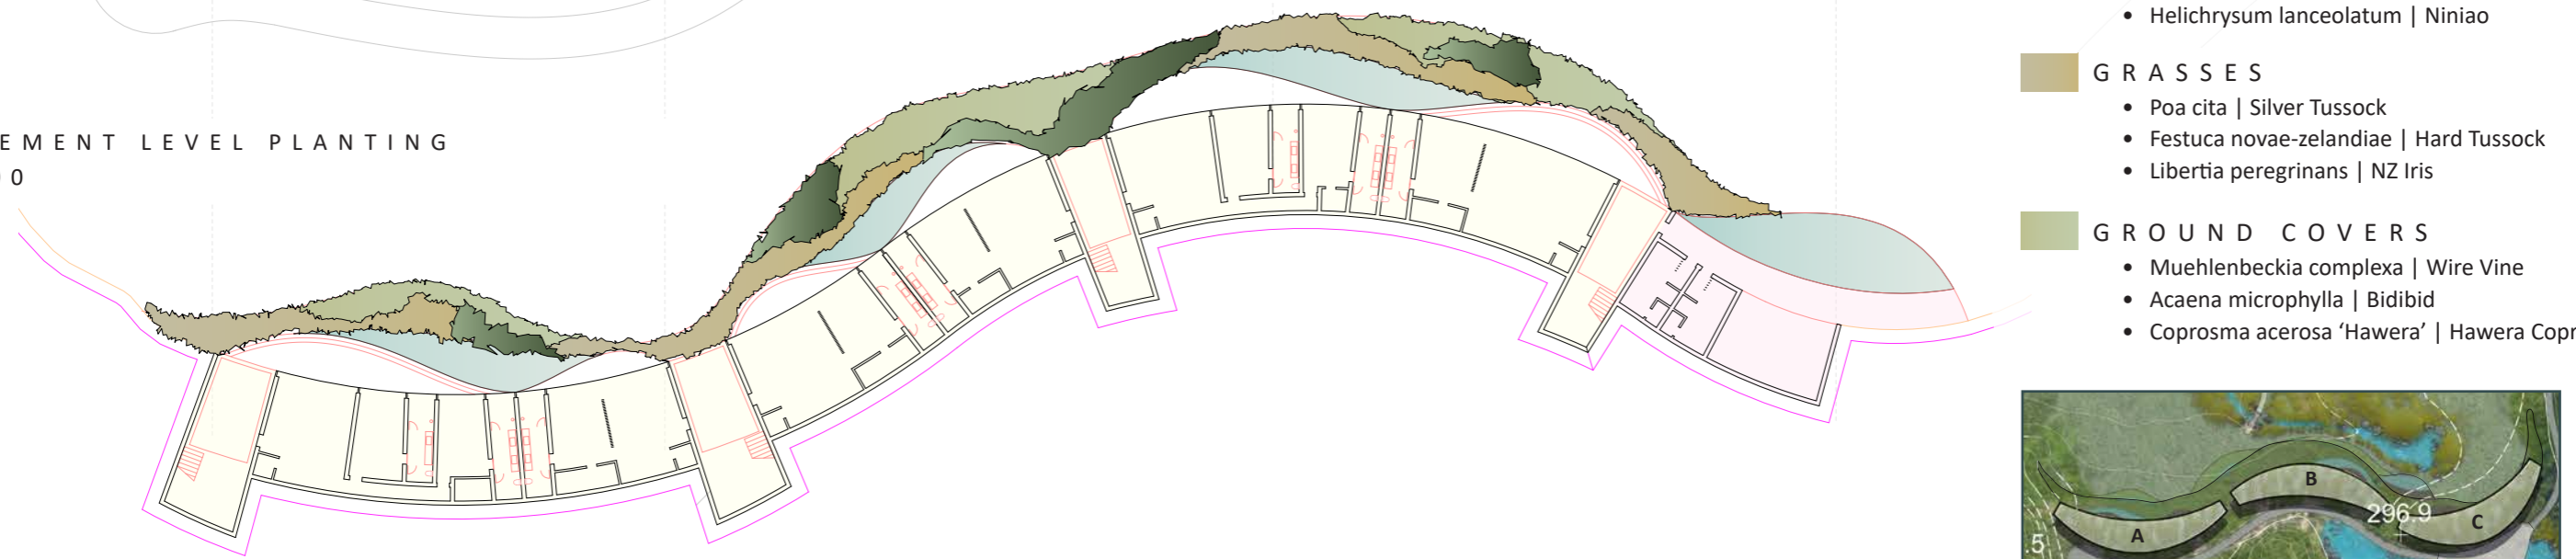 EMENT LEVEL PLANTING
• Helichrysum lanceolatum | Niniao
GRASSES
• Poa cita | Silver Tussock
• Festuca novae-zelandiae | Hard Tussock
• Libertia peregrinans | NZ Iris
GROUND COVERS
• Muehlenbeckia complexa | Wire Vine
• Acaena microphylla | Bidibid
• Coprosma acerosa ‘Hawera’ | Hawera Copr
A
B
C
296.9
.5